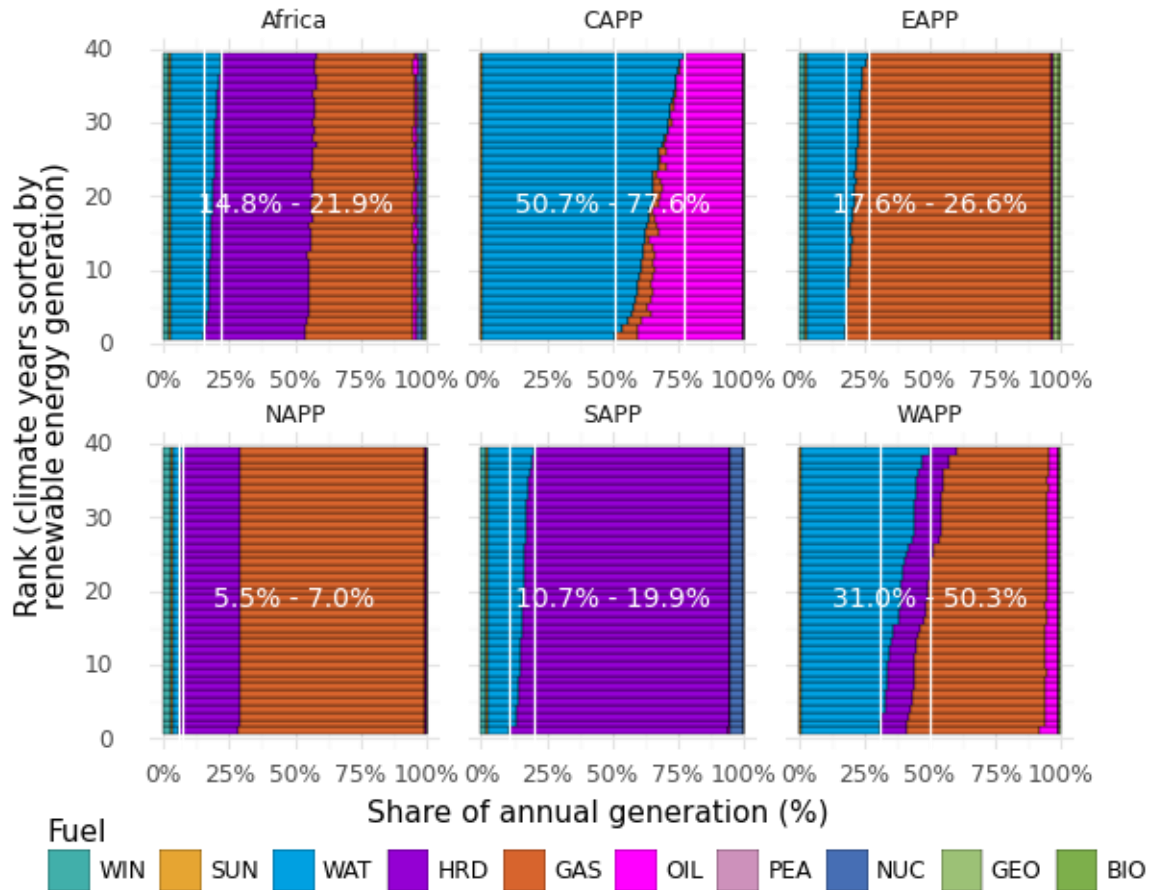 Africa CAPP EAPP
Rank (climate years sorted by
renewable energy generation)
40
30
20
10
0
14.8% - 21.9% 50.7% - 77.6% 17.6% - 26.6%
0% 25% 50% 75% 100% 0% 25% 50% 75% 100% 0% 25% 50% 75% 100%
NAPP SAPP WAPP
40
30
20
10
0
5.5% - 7.0% 10.7% - 19.9% 31.0% - 50.3%
0% 25% 50% 75% 100% 0% 25% 50% 75% 100% 0% 25% 50% 75% 100%
Share of annual generation (%)
Fuel
WIN SUN WAT HRD GAS OIL PEA NUC GEO BIO